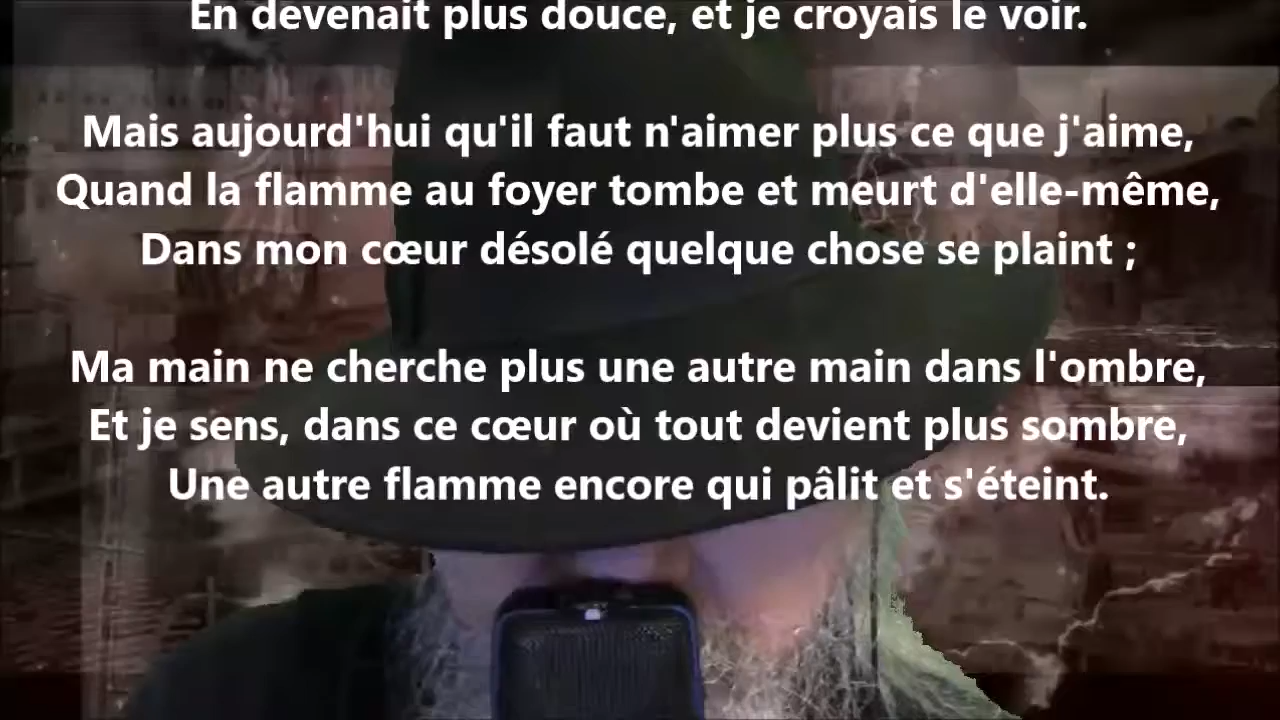 En devenait plus douce, et je croyais le voir.
Mais aujourd'hui qu'il faut n'aimer plus ce que j'aime,
Quand la flamme au foyer tombe et meurt d'elle-même,
Dans mon cœur désolé quelque chose se plaint ;
Ma main ne cherche plus une autre main dans l'ombre,
Et je sens, dans ce cœur où tout devient plus sombre,
Une autre flamme encore qui pâlit et s'éteint.